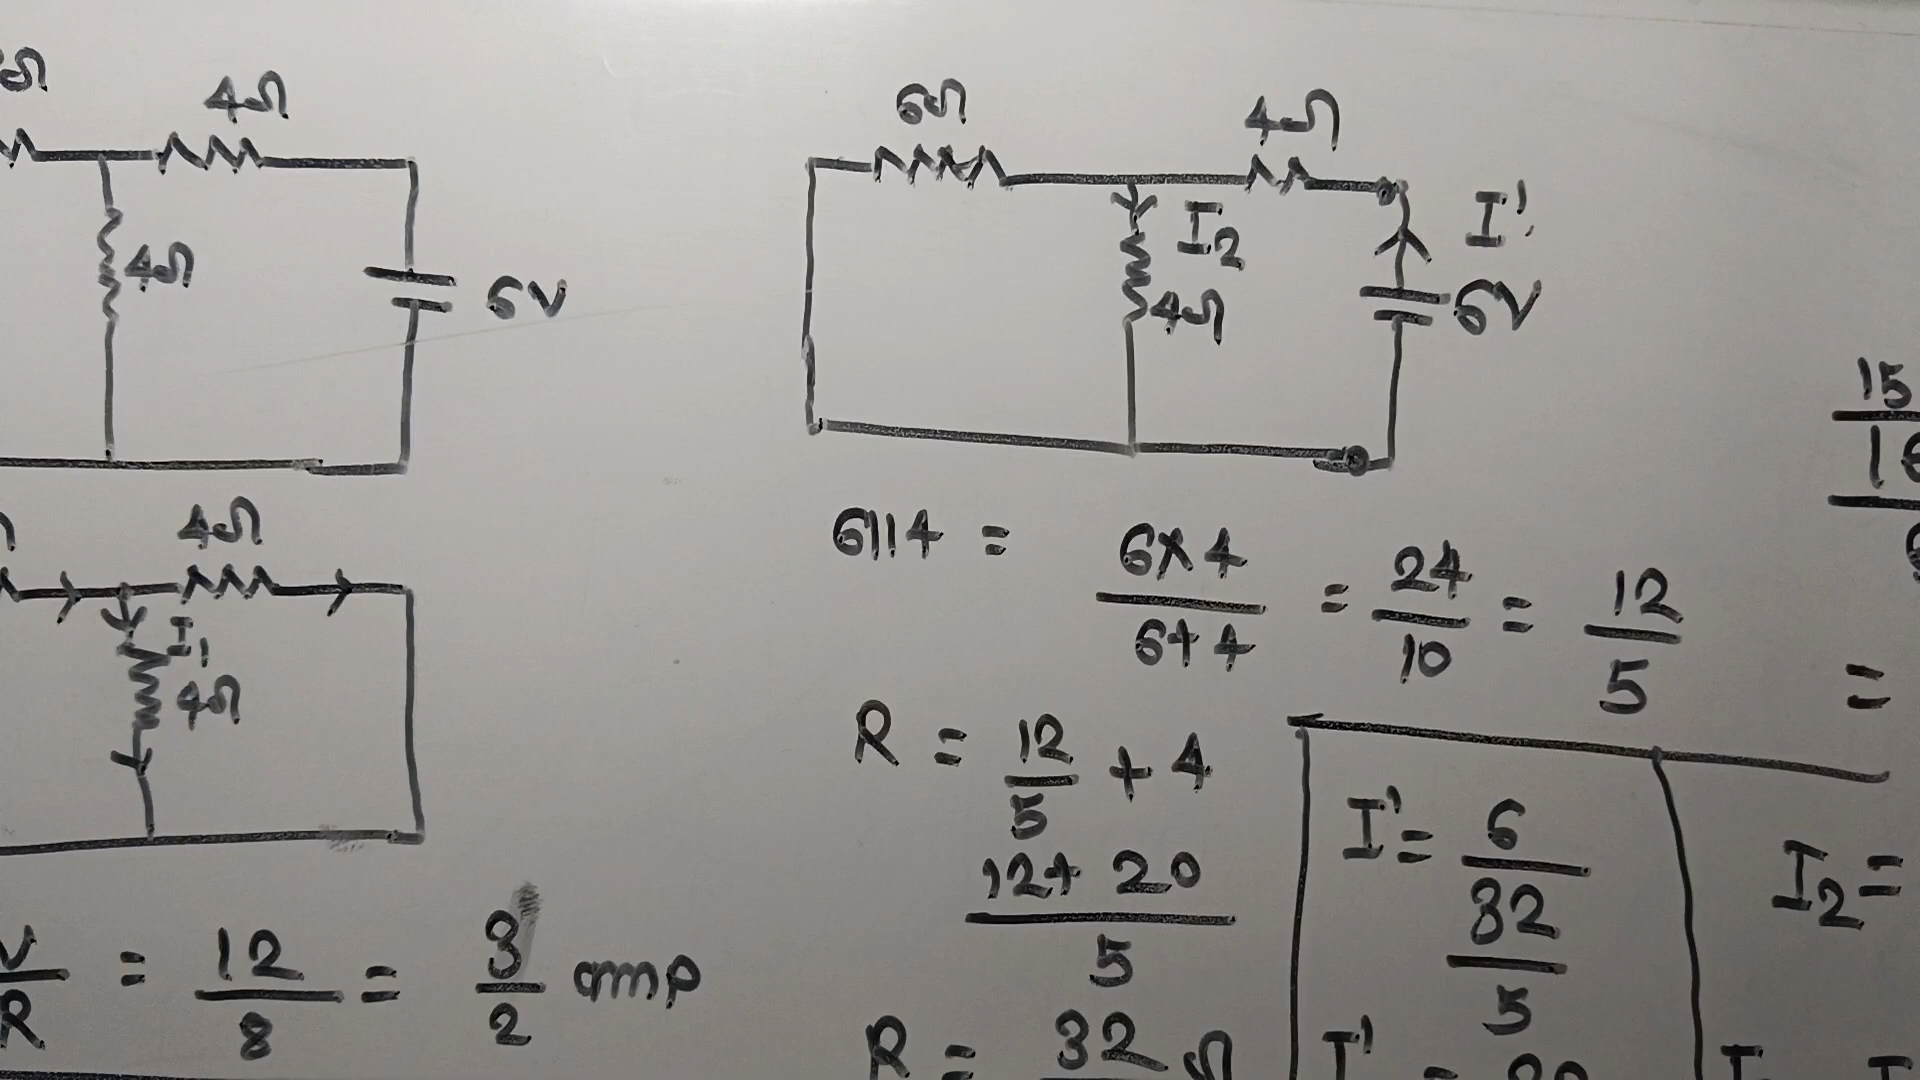 4Ω
4Ω
6V
4Ω
I₁
4Ω
V/R = 12/8 = 3/2 amp
6Ω
4Ω
I₂
4Ω
I'
6V
6||4 = 6×4/6+4 = 24/10 = 12/5
R = 12/5 + 4
12+20/5
R = 32 Ω
I' = 6/32/5
I' =
I₂ =
15
=